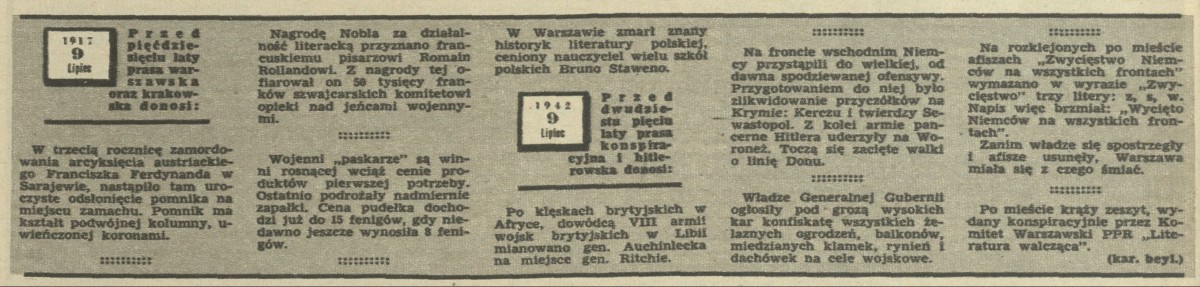 1917
9
Lipiec
Przed
pięćdzie-
sięciu laty
prasa war-
szawska
oraz krakow-
ska donosi:
W trzecią rocznicę zamordo-
wania arcyksięcia austriackie-
go Franciszka Ferdynanda w
Sarajewie, nastąpiło tam uro-
czyste odsłonięcie pomnika na
miejscu zamachu. Pomnik ma
kształt podwójnej kolumny, u-
wieńczonej koronami.
Nagrodę Nobla za działal-
ność literacką przyznano fran-
cuskiemu pisarzowi Romain
Rollandowi. Z nagrody tej o-
fiarował on 50 tysięcy fran-
ków szwajcarskich komitetowi
opieki nad jeńcami wojenny-
mi.
Wojenni „paskarze" są win-
ni rosnącej wciąż cenie pro-
duktów pierwszej potrzeby.
Ostatnio podrożały nadmiernie
zapałki. Cena pudełka docho-
dzi już do 15 fenigów, gdy nie-
dawno jeszcze wynosiła 8 feni-
gów.
W Warszawie zmarł znany
historyk literatury polskiej,
ceniony nauczyciel wielu szkół
polskich Bruno Staweno.
1942
9
Lipiec
Przed
dwudzie-
stu pięciu
laty prasa
konspira-
cyjna i hitle-
rowska donosi:
Po klęskach brytyjskich w
Afryce, dowódcą VIII armii
wojsk brytyjskich w Libii
mianowano gen. Auchinlecka
na miejsce gen. Ritchie.
Na froncie wschodnim Niem-
cy przystąpili do wielkiej, od
dawna spodziewanej ofensywy.
Przygotowaniem do niej było
zlikwidowanie przyczółków na
Krymie: Kerczu i twierdzy Se-
wastopol. Z kolei armie pan-
cerne Hitlera uderzyły na Wo-
roneż. Toczą się zacięte walki
o linię Donu.
Władze Generalnej Gubernii
ogłosiły pod grozą wysokich
kar konfiskatę wszystkich że-
laznych ogrodzeń, balkonów,
miedzianych klamek, rynien i
dachówek na cele wojskowe.
Na rozklejonych po mieście
afiszach „Zwycięstwo Niem-
ców na wszystkich frontach"
wymazano w wyrazie „Zwy-
cięstwo" trzy litery: z, s, w.
Napis więc brzmiał: „Wycięto
Niemców na wszystkich fron-
tach".
Zanim władze się spostrzegły
i afisze usunęły, Warszawa
miała się z czego śmiać.
Po mieście krąży zeszyt, wy-
dany konspiracyjnie przez Ko-
mitet Warszawski PPR „Lite-
ratura walcząca".
(kar. beyl.)